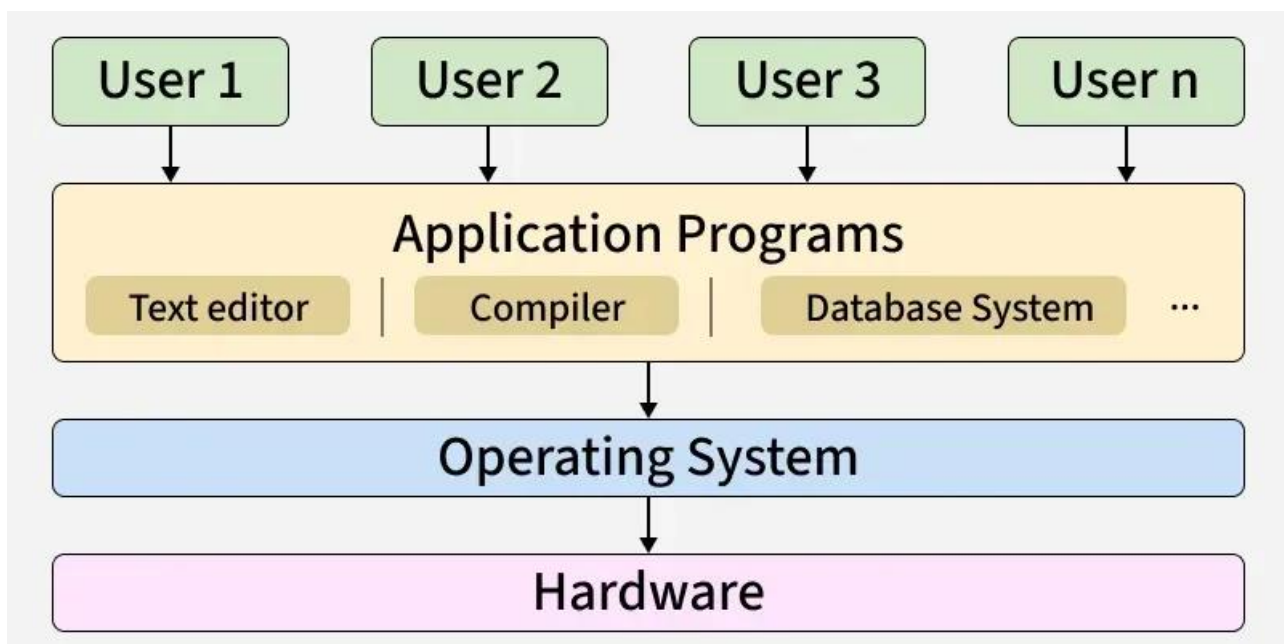 User 1
User 2
User 3
User n
Application Programs
Text editor
Compiler
Database System
...
Operating System
Hardware